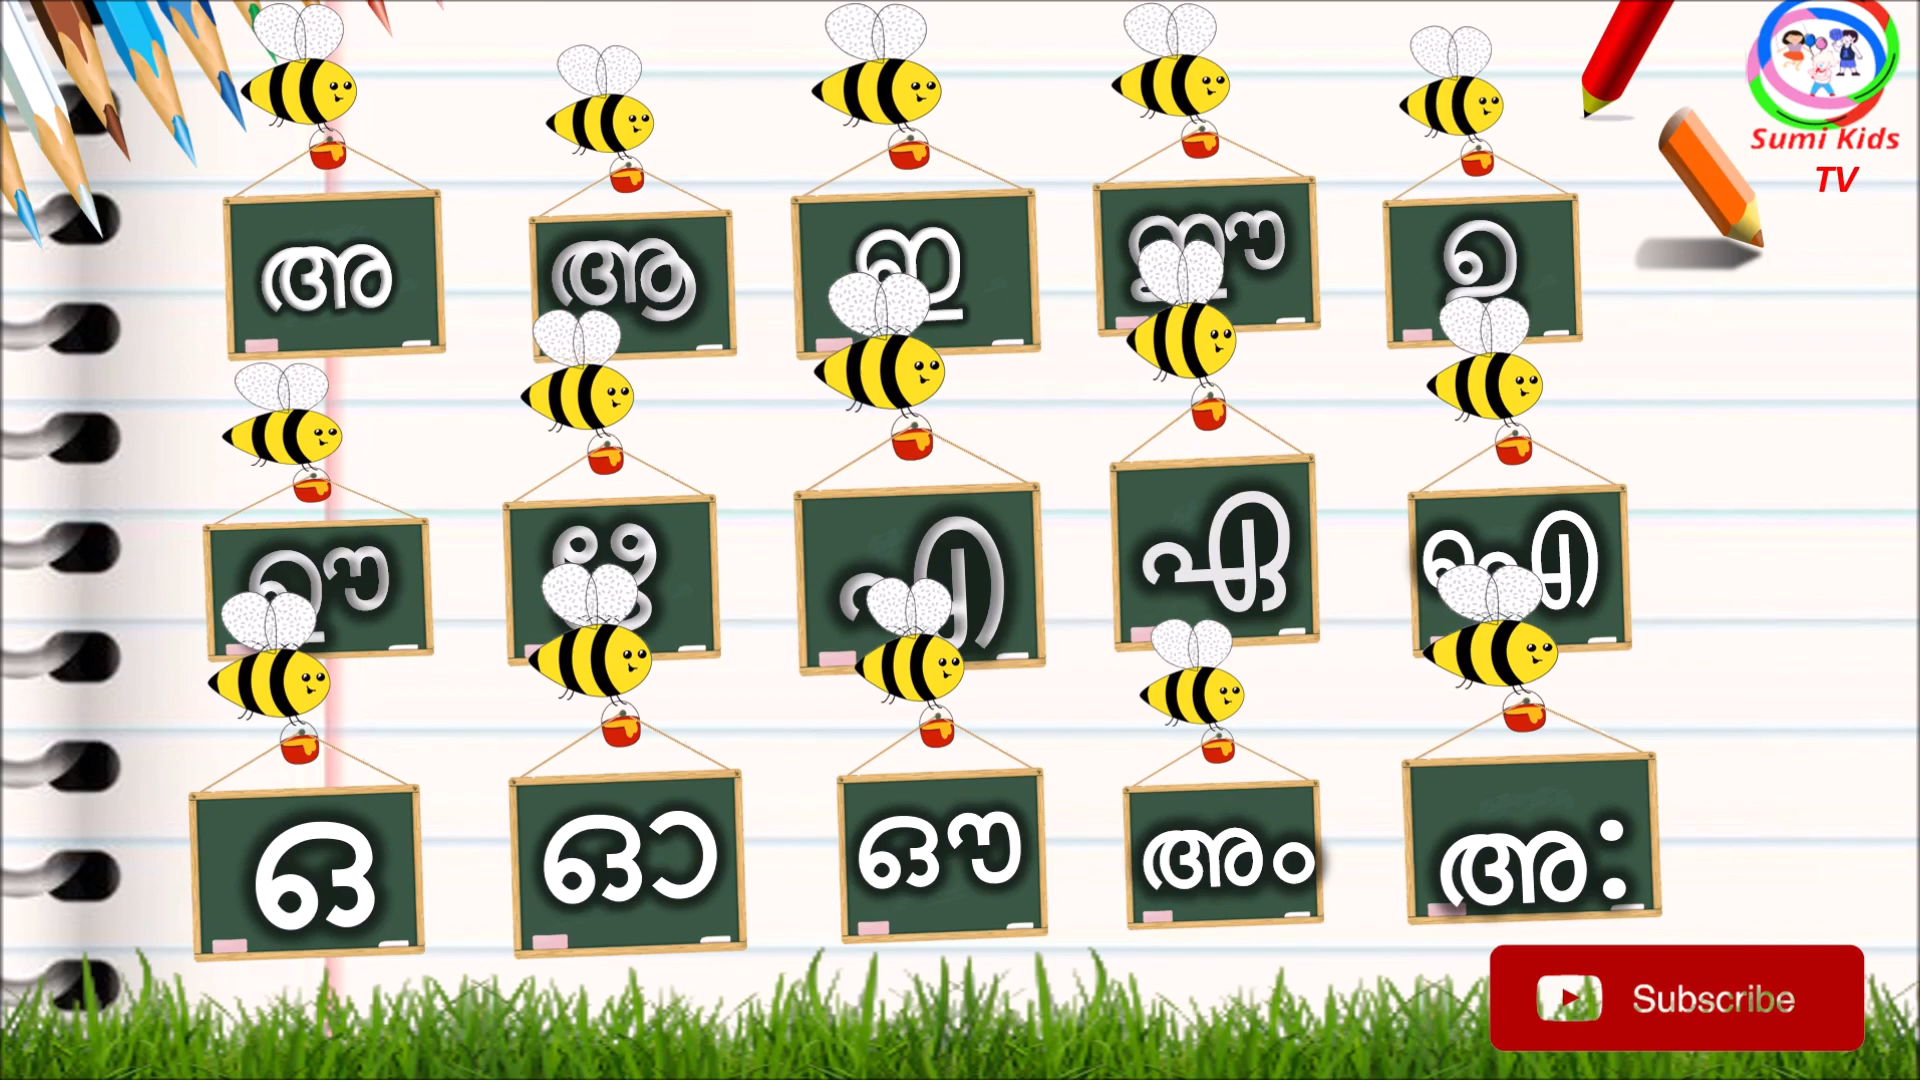 Sumi Kids
TV
അ ആ ഇ ഈ ഉ
ഊ ഋ എ ഏ ഐ
ഒ ഓ ഔ അം അഃ
Subscribe